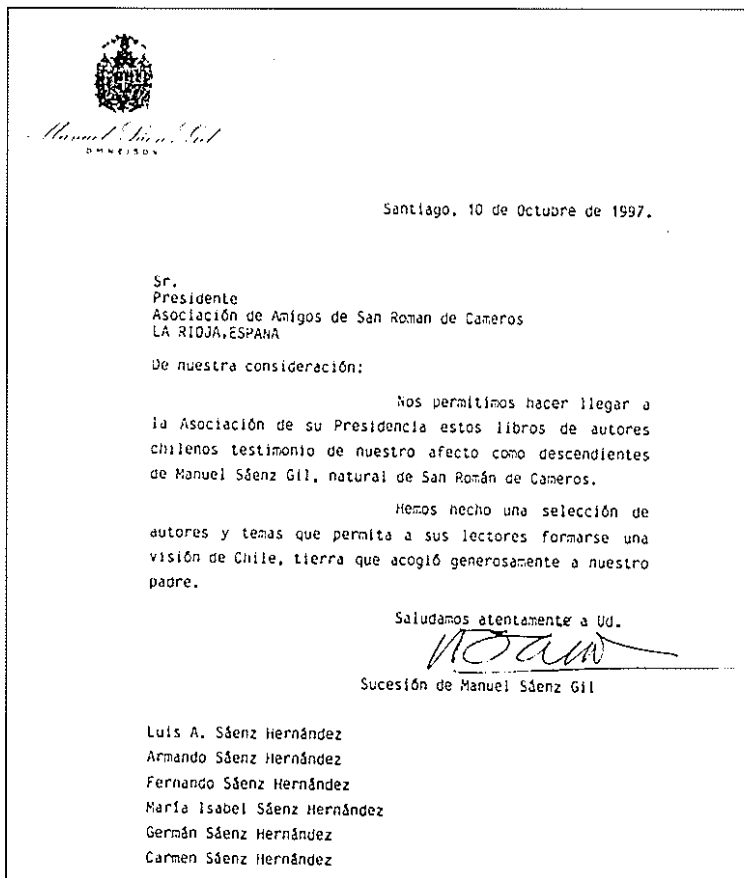 Manuel Sáenz Gil
Santiago, 10 de Octubre de 1997.
Sr.
Presidente
Asociación de Amigos de San Roman de Cameros
LA RIOJA,ESPANA
De nuestra consideración:
Nos permitimos hacer llegar a
la Asociación de su Presidencia estos libros de autores
chilenos testimonio de nuestro afecto como descendientes
de Manuel Sáenz Gil, natural de San Román de Cameros.
Hemos hecho una selección de
autores y temas que permita a sus lectores formarse una
visión de Chile, tierra que acogió generosamente a nuestro
padre.
Saludamos atentamente a Ud.
Sucesión de Manuel Sáenz Gil
Luis A. Sáenz Hernández
Armando Sáenz Hernández
Fernando Sáenz Hernández
María Isabel Sáenz Hernández
Germán Sáenz Hernández
Carmen Sáenz Hernández